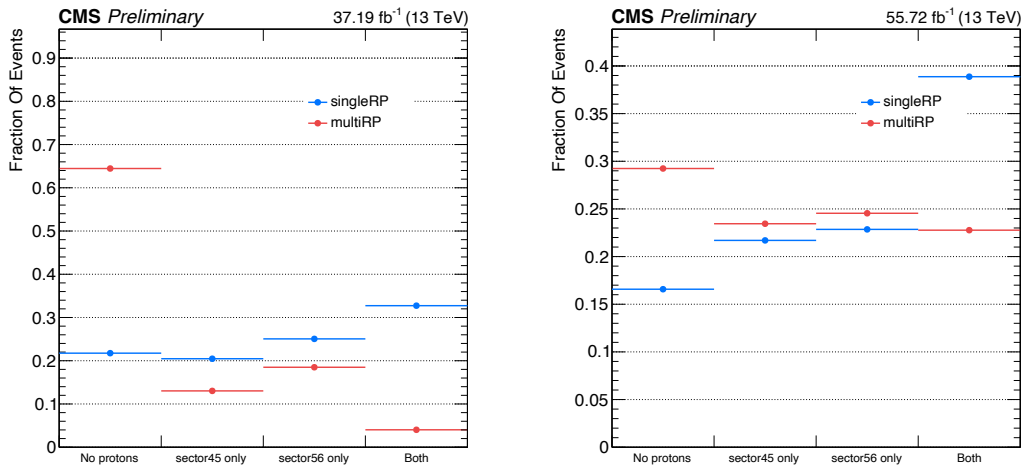 CMS Preliminary 37.19 fb⁻¹ (13 TeV)
Fraction Of Events
0.9
0.8
0.7
0.6
0.5
0.4
0.3
0.2
0.1
0
singleRP
multiRP
No protons sector45 only sector56 only Both
CMS Preliminary 55.72 fb⁻¹ (13 TeV)
Fraction Of Events
0.4
0.35
0.3
0.25
0.2
0.15
0.1
0.05
0
singleRP
multiRP
No protons sector45 only sector56 only Both